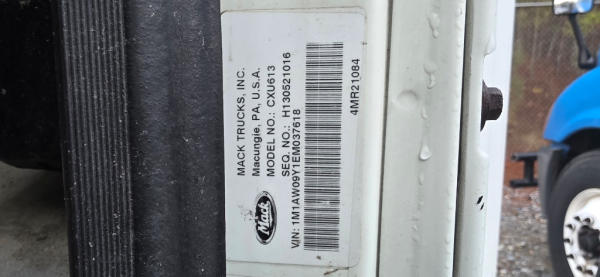 MACK TRUCKS, INC.
Macungie, PA, U.S.A.
MODEL NO.: CXU613
SEQ. NO.: H130521016
Mack
VIN: 1M1AW09Y1EM037618
4MR21084